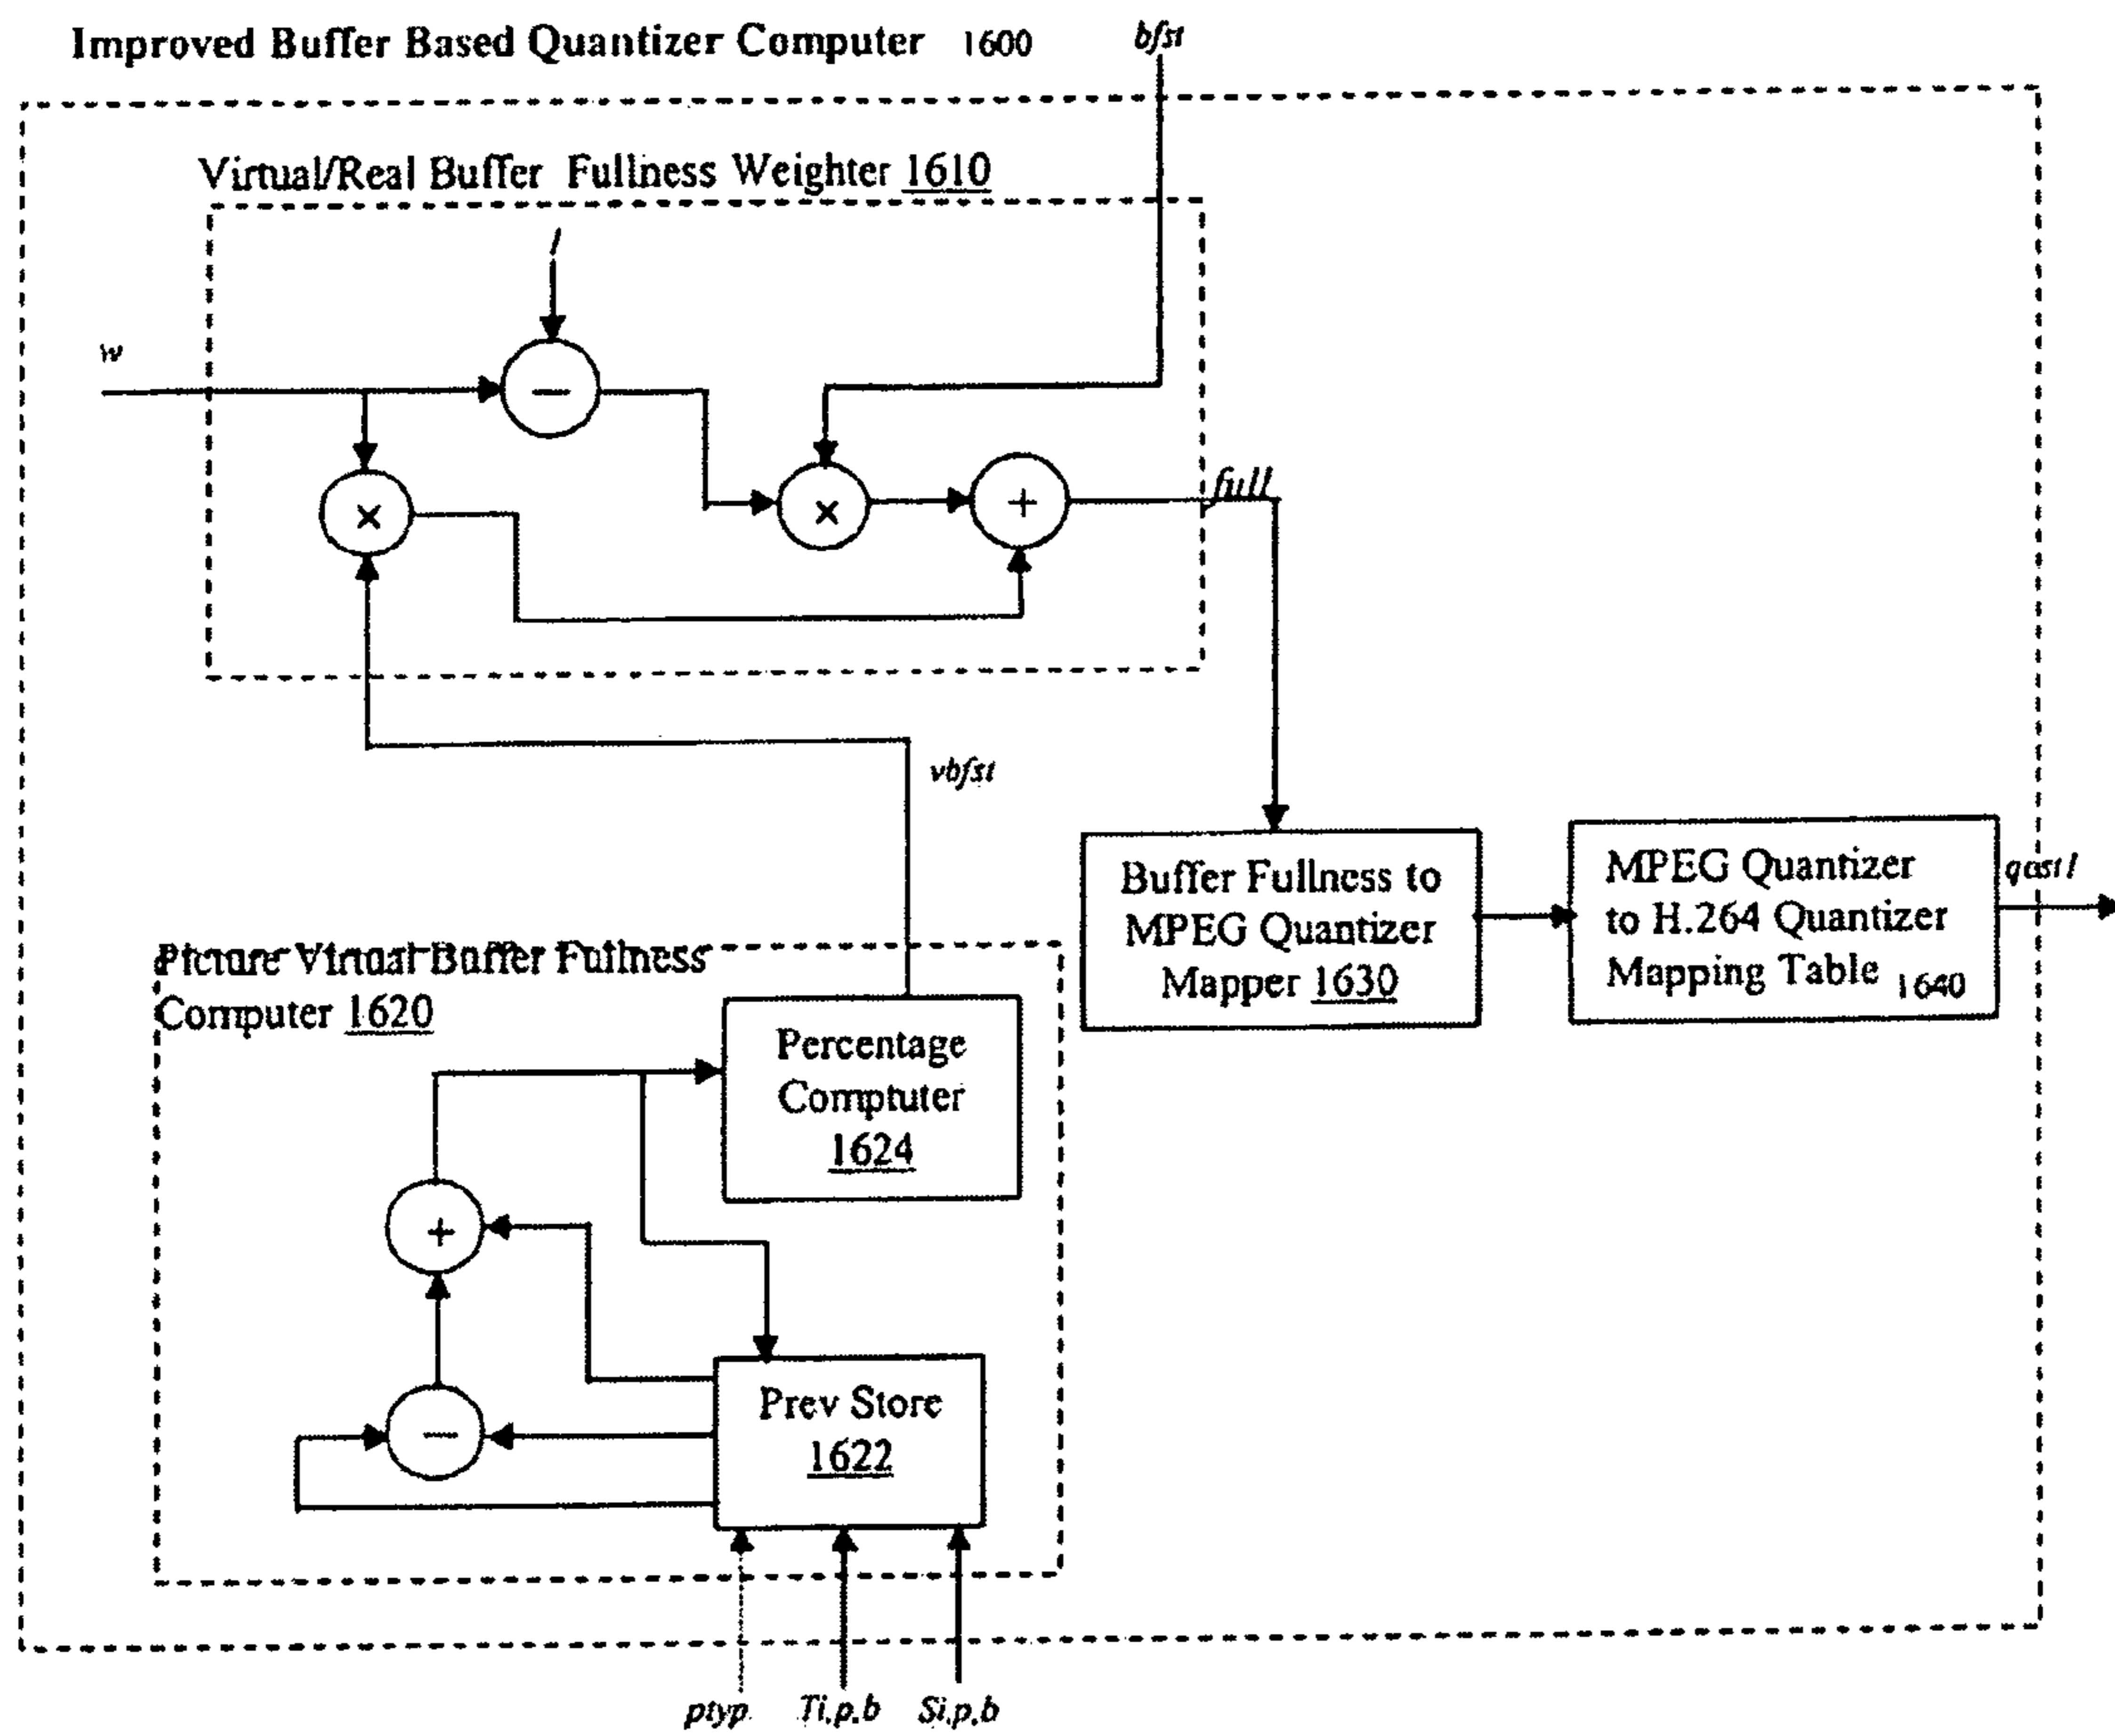 Improved Buffer Based Quantizer Computer 1600
bfst
Virtual/Real Buffer Fullness Weighter 1610
1
w
−
×
×
+
full
vbfst
Buffer Fullness to
MPEG Quantizer
Mapper 1630
MPEG Quantizer
to H.264 Quantizer
Mapping Table 1640
qest1
Picture Virtual Buffer Fullness
Computer 1620
Percentage
Comptuter
1624
+
−
Prev Store
1622
ptyp
Ti,p,b
Si,p,b